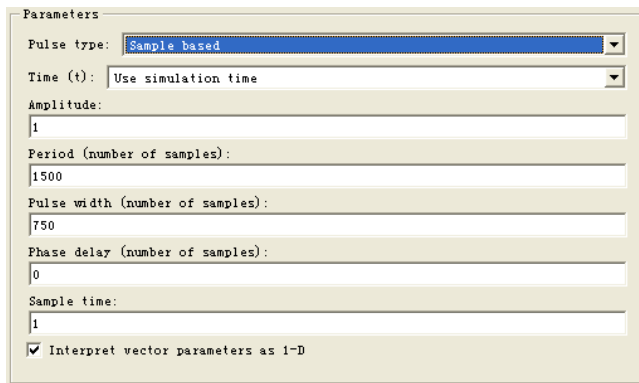 Parameters
Pulse type: Sample based
Time (t): Use simulation time
Amplitude:
1
Period (number of samples):
1500
Pulse width (number of samples):
750
Phase delay (number of samples):
0
Sample time:
1
Interpret vector parameters as 1-D